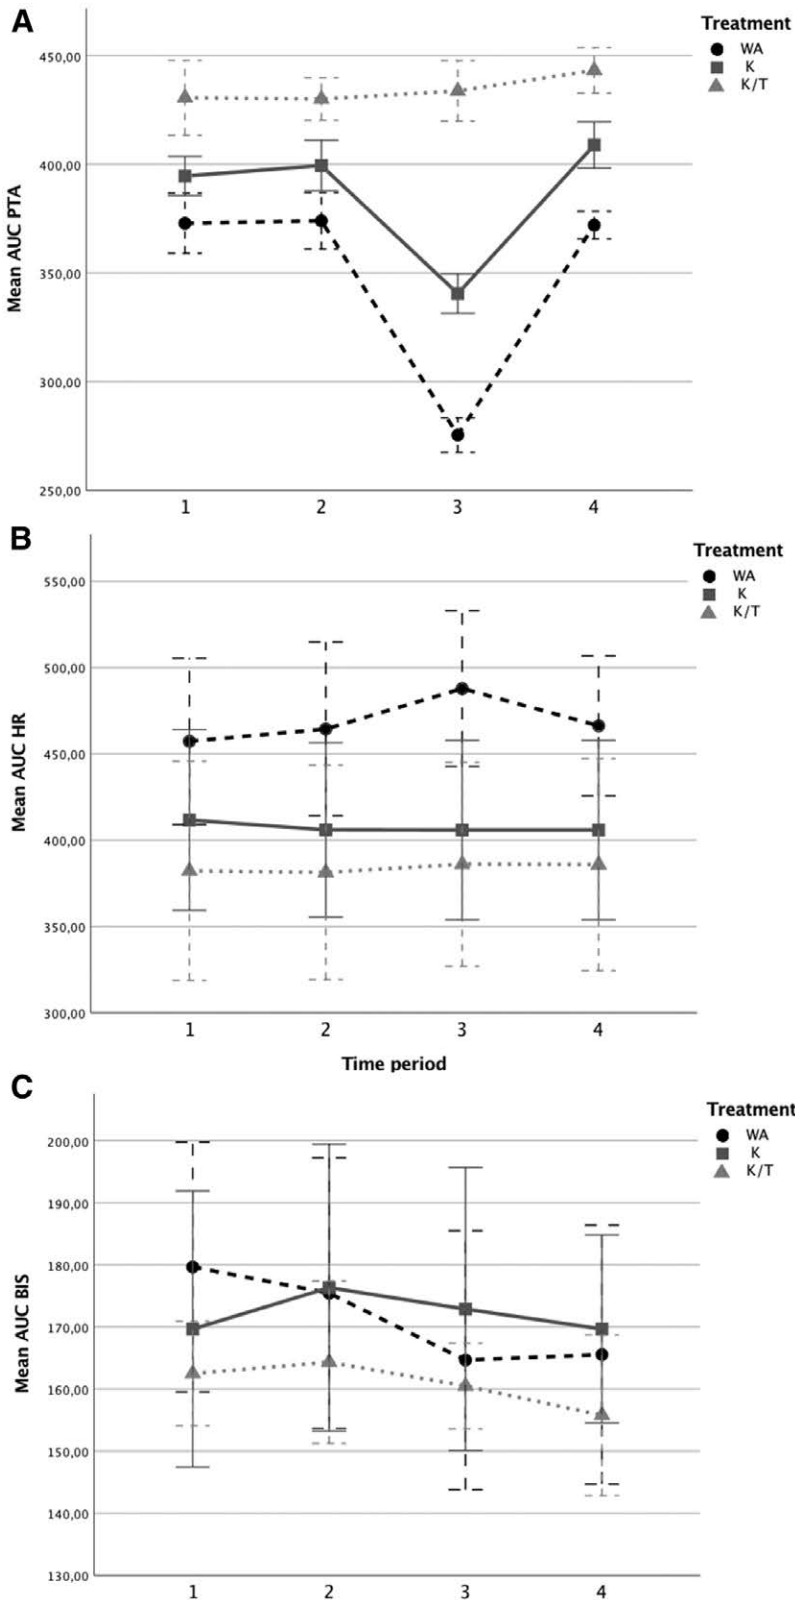 A
Treatment
WA
K
K/T
Mean AUC PTA
450,00
400,00
350,00
300,00
250,00
1 2 3 4
B
Treatment
WA
K
K/T
Mean AUC HR
550,00
500,00
450,00
400,00
350,00
300,00
1 2 3 4
Time period
C
Treatment
WA
K
K/T
Mean AUC BIS
200,00
190,00
180,00
170,00
160,00
150,00
140,00
130,00
1 2 3 4